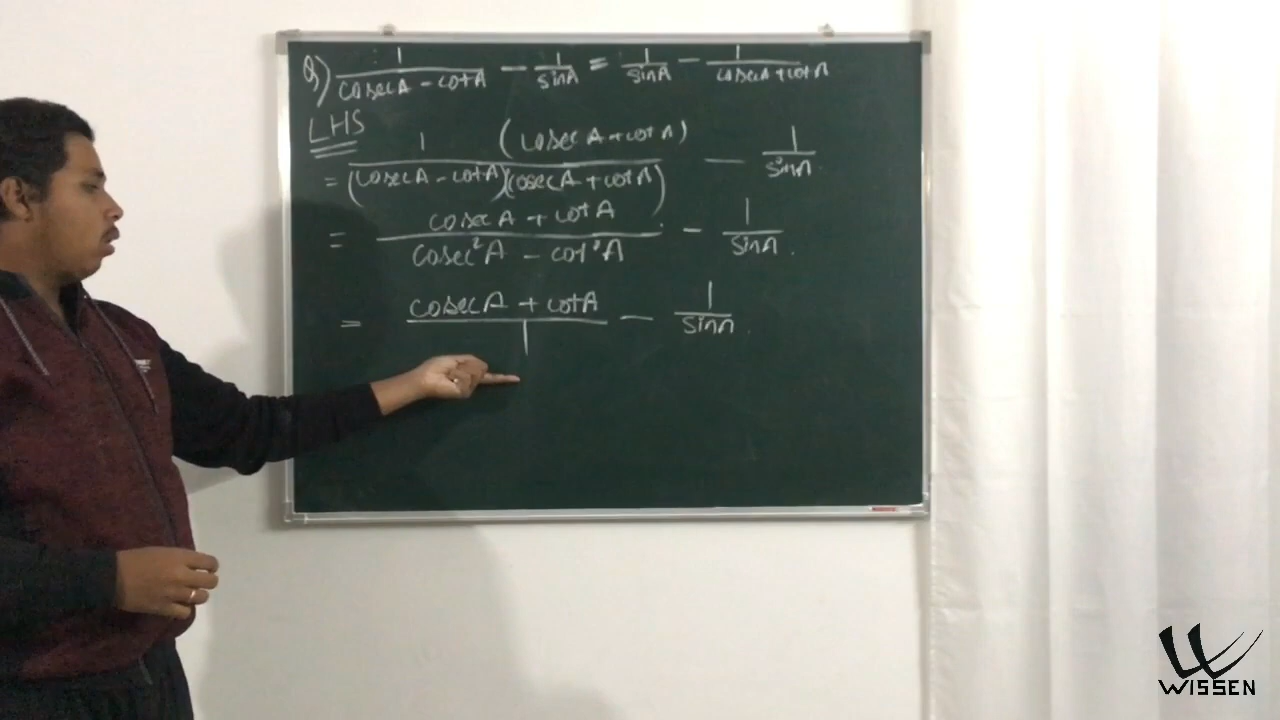 Q) 1/(cosecA - cotA) - 1/sinA = 1/sinA - 1/(cosecA + cotA)
LHS
= 1 (cosecA + cotA)/(cosecA - cotA)(cosecA + cotA) - 1/sinA.
= cosecA + cotA/cosec²A - cot²A - 1/sinA.
= cosecA + cotA/1 - 1/sinA.
WISSEN